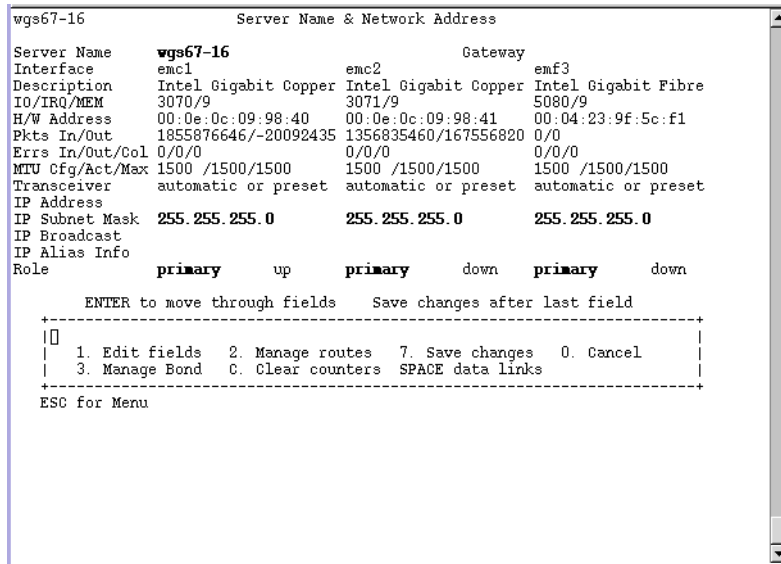 wgs67-16 Server Name & Network Address
Server Name wgs67-16 Gateway
Interface emc1 emc2 emf3
Description Intel Gigabit Copper Intel Gigabit Copper Intel Gigabit Fibre
IO/IRQ/MEM 3070/9 3071/9 5080/9
H/W Address 00:0e:0c:09:98:40 00:0e:0c:09:98:41 00:04:23:9f:5c:f1
Pkts In/Out 1855876646/-20092435 1356835460/167556820 0/0
Errs In/Out/Col 0/0/0 0/0/0 0/0/0
MTU Cfg/Act/Max 1500 /1500/1500 1500 /1500/1500 1500 /1500/1500
Transceiver automatic or preset automatic or preset automatic or preset
IP Address
IP Subnet Mask 255.255.255.0 255.255.255.0 255.255.255.0
IP Broadcast
IP Alias Info
Role primary up primary down primary down
ENTER to move through fields Save changes after last field
1. Edit fields 2. Manage routes 7. Save changes 0. Cancel
3. Manage Bond C. Clear counters SPACE data links
ESC for Menu